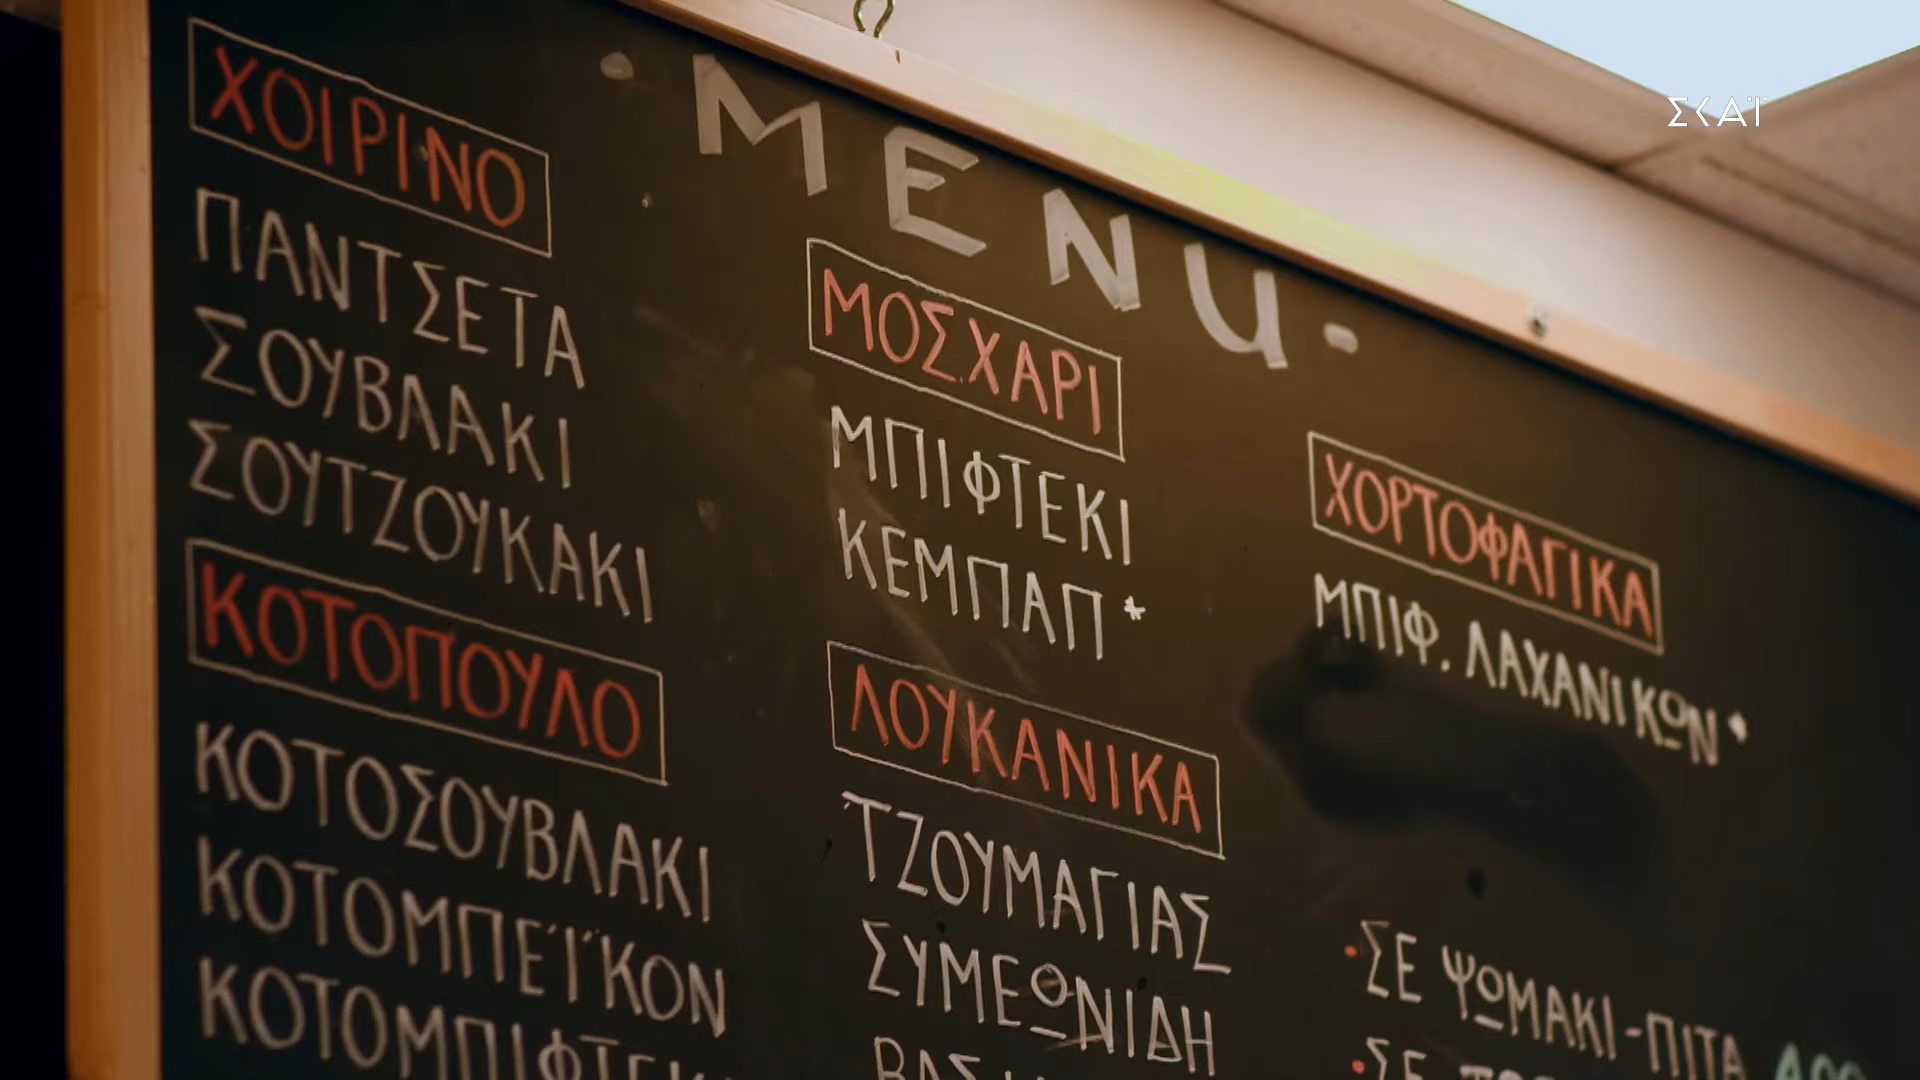 - MENU -
ΧΟΙΡΙΝΟ
ΠΑΝΤΣΕΤΑ
ΣΟΥΒΛΑΚΙ
ΣΟΥΤΖΟΥΚΑΚΙ
ΚΟΤΟΠΟΥΛΟ
ΚΟΤΟΣΟΥΒΛΑΚΙ
ΚΟΤΟΜΠΕΪΚΟΝ
ΜΟΣΧΑΡΙ
ΜΠΙΦΤΕΚΙ
ΚΕΜΠΑΠ*
ΛΟΥΚΑΝΙΚΑ
ΤΖΟΥΜΑΓΙΑΣ
ΣΥΜΕΩΝΙΔΗ
ΧΟΡΤΟΦΑΓΙΚΑ
ΜΠΙΦ. ΛΑΧΑΝΙΚΩΝ*
•ΣΕ ΨΩΜΑΚΙ-ΠΙΤΑ
•ΣΕ
ΣΚΑΪ